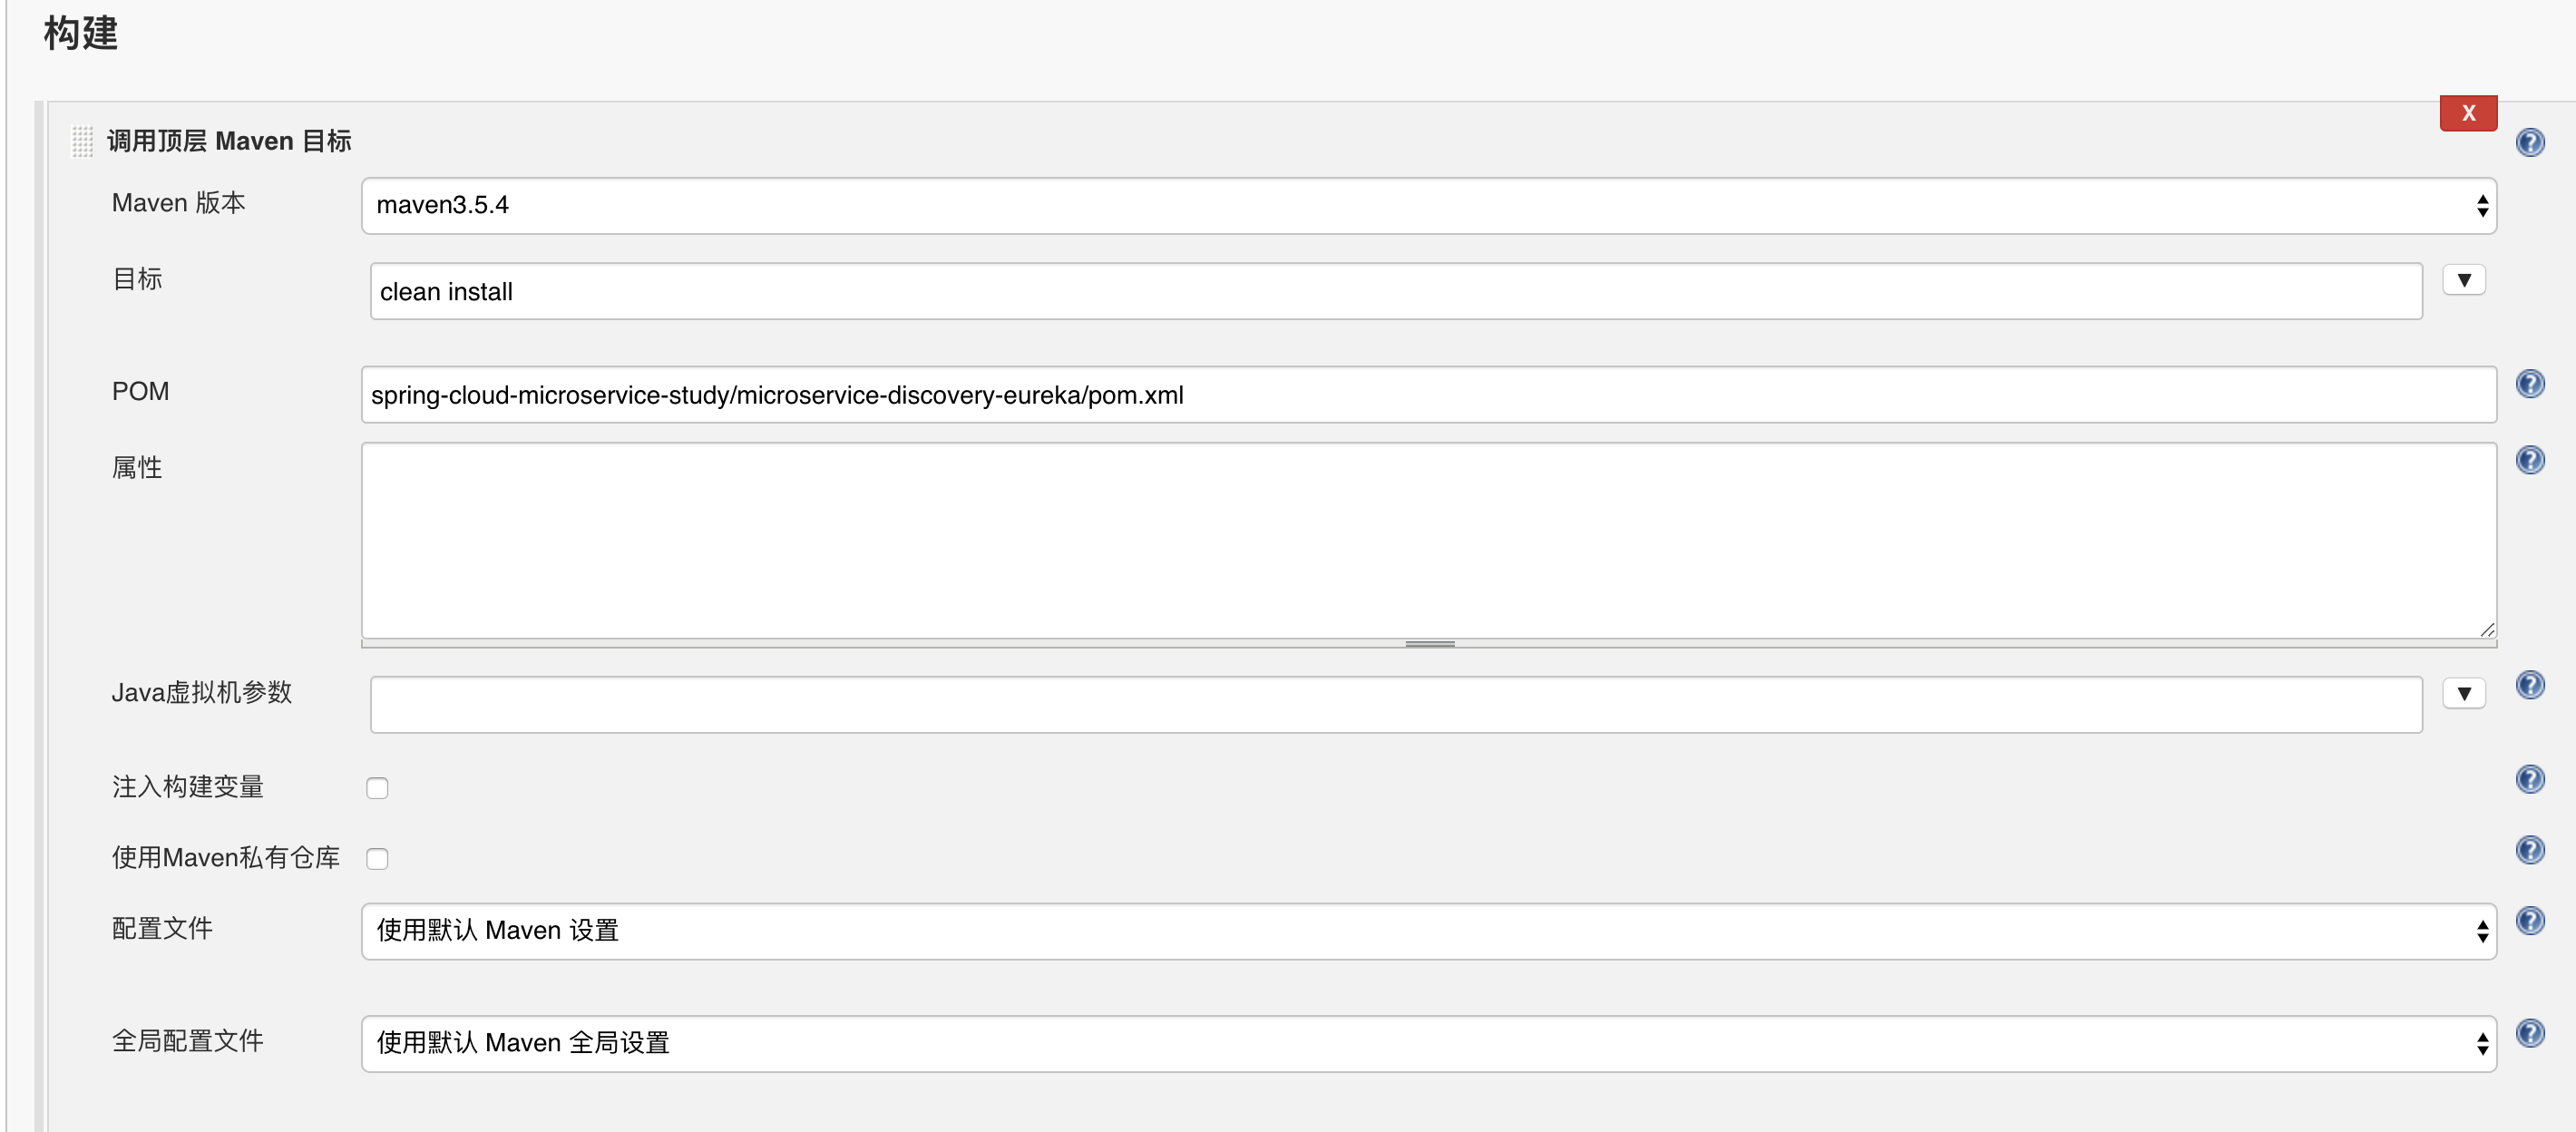 构建
X
调用顶层 Maven 目标
Maven 版本
maven3.5.4
目标
clean install
POM
spring-cloud-microservice-study/microservice-discovery-eureka/pom.xml
属性
Java虚拟机参数
注入构建变量
使用Maven私有仓库
配置文件
使用默认 Maven 设置
全局配置文件
使用默认 Maven 全局设置